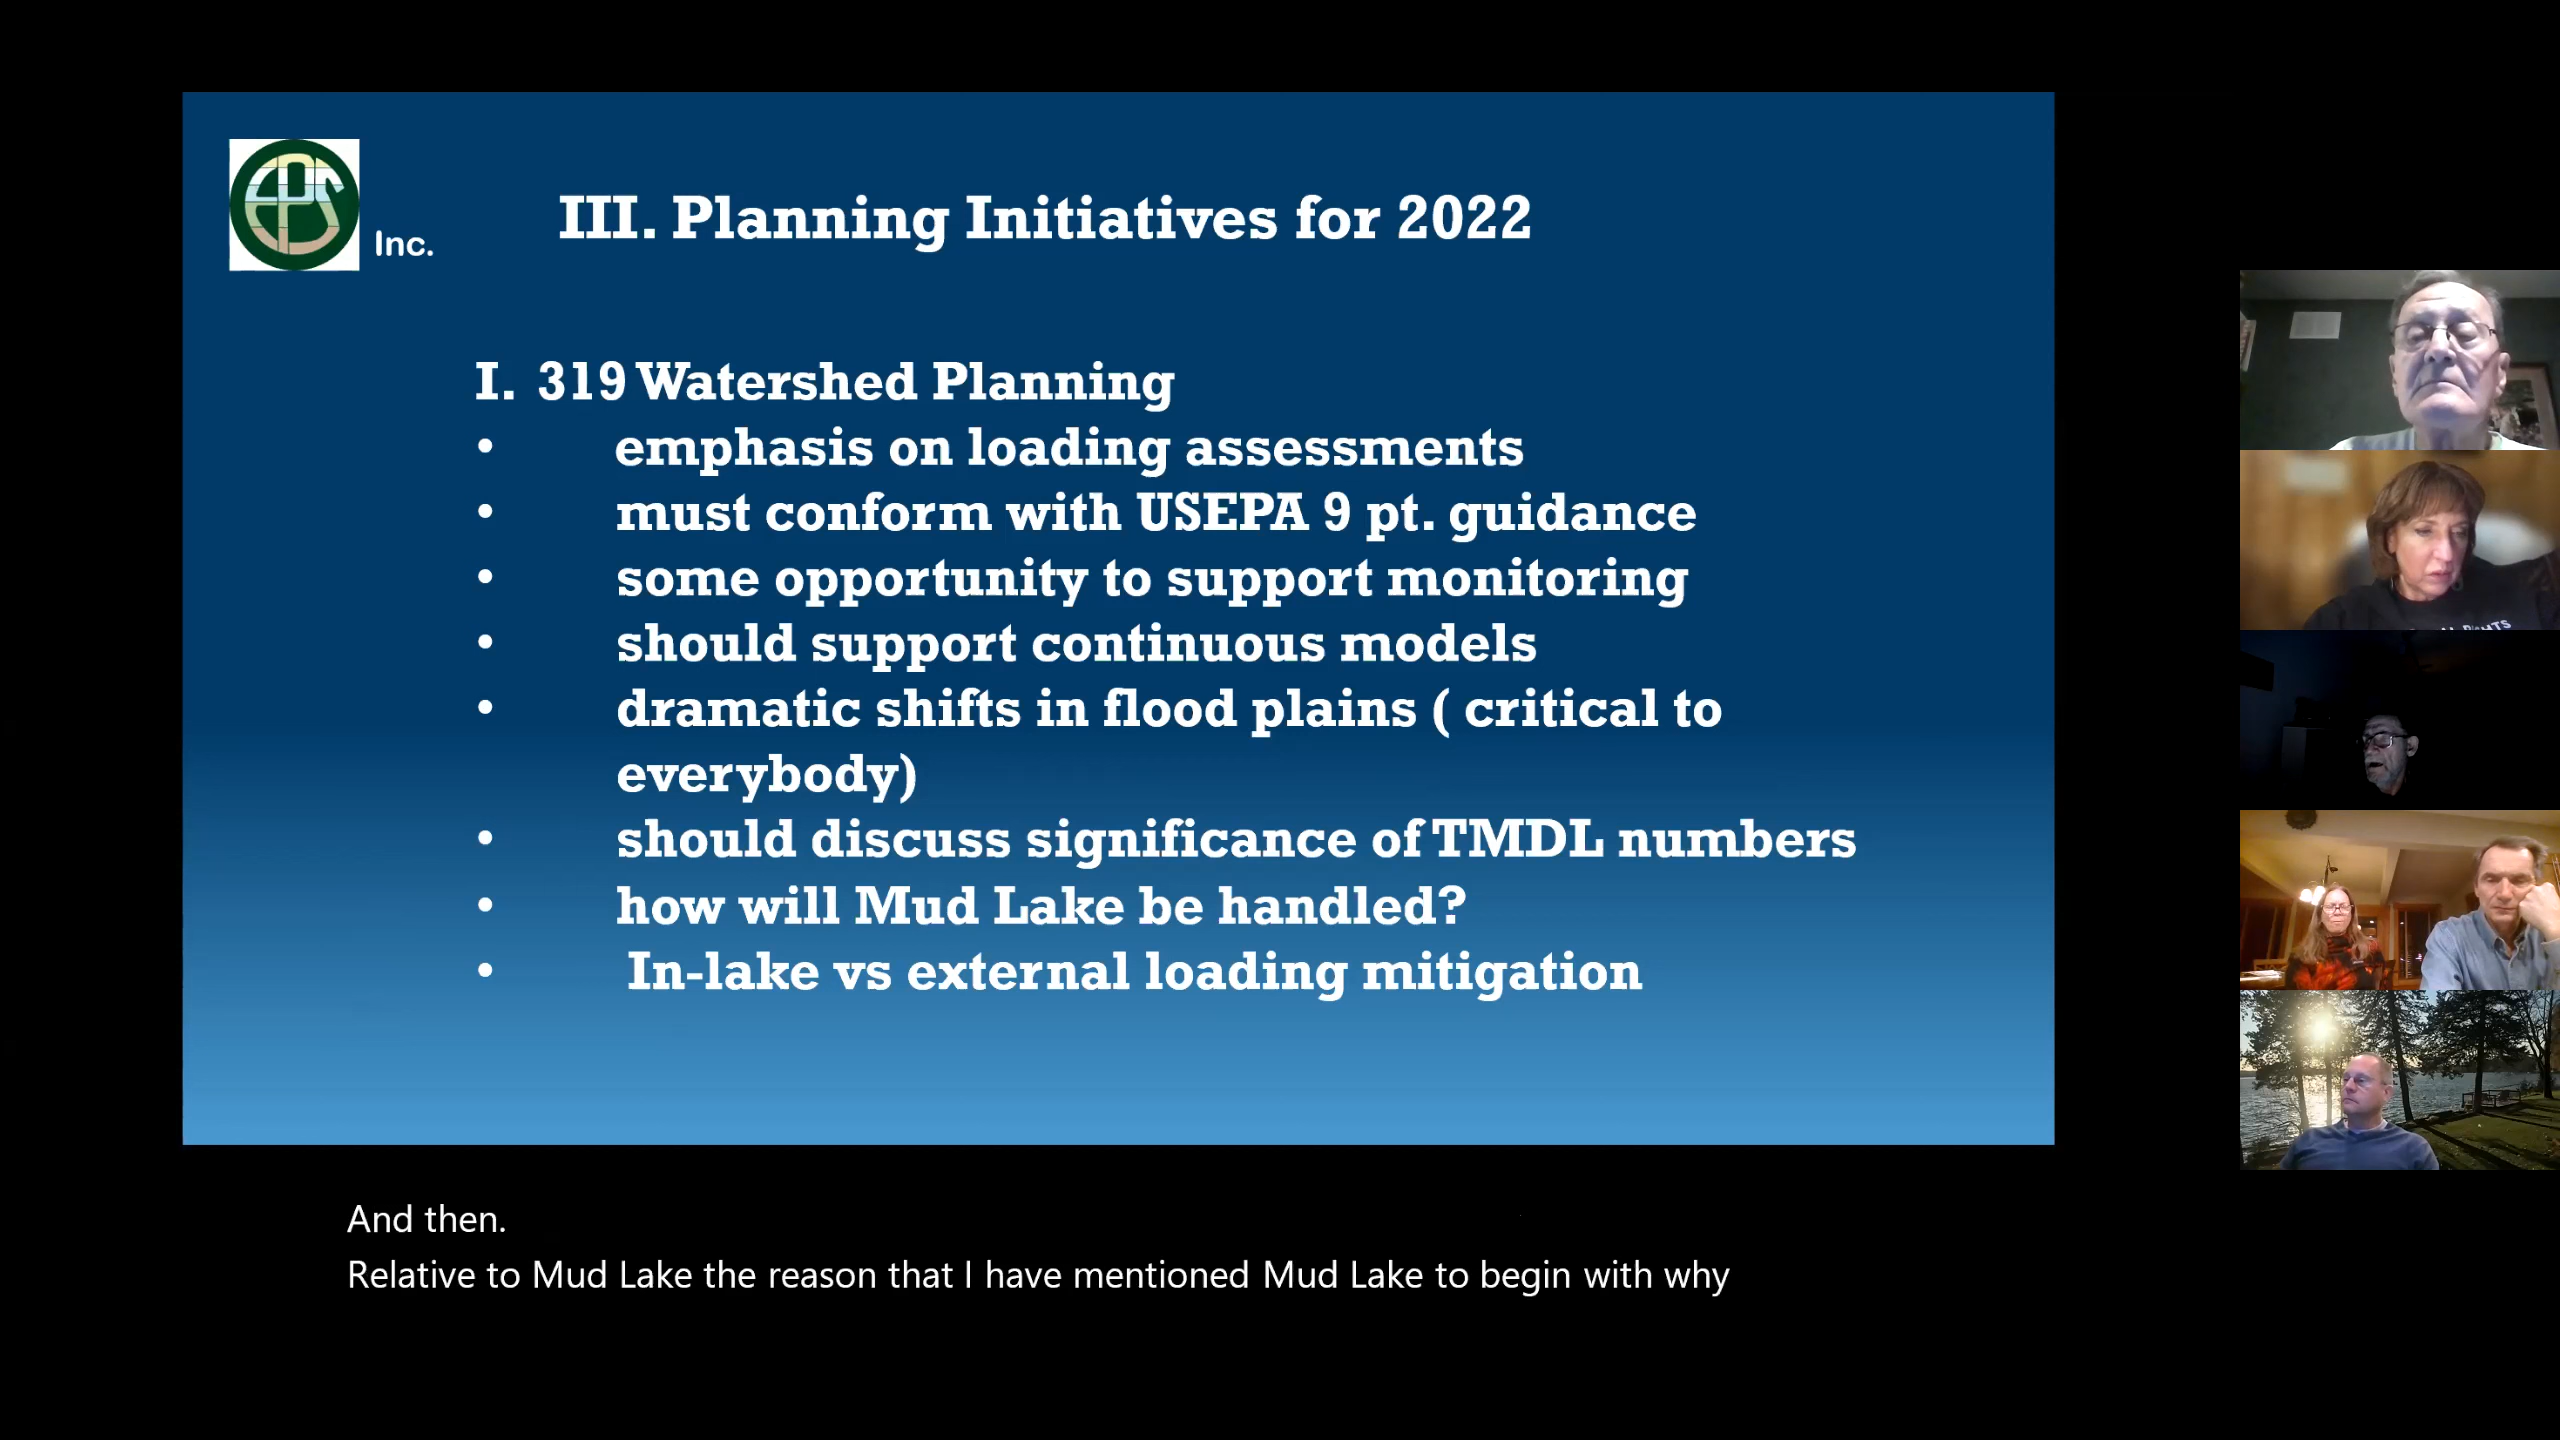 EPS
Inc.
III. Planning Initiatives for 2022
I. 319 Watershed Planning
• emphasis on loading assessments
• must conform with USEPA 9 pt. guidance
• some opportunity to support monitoring
• should support continuous models
• dramatic shifts in flood plains ( critical to
everybody)
• should discuss significance of TMDL numbers
• how will Mud Lake be handled?
• In-lake vs external loading mitigation
And then.
Relative to Mud Lake the reason that I have mentioned Mud Lake to begin with why